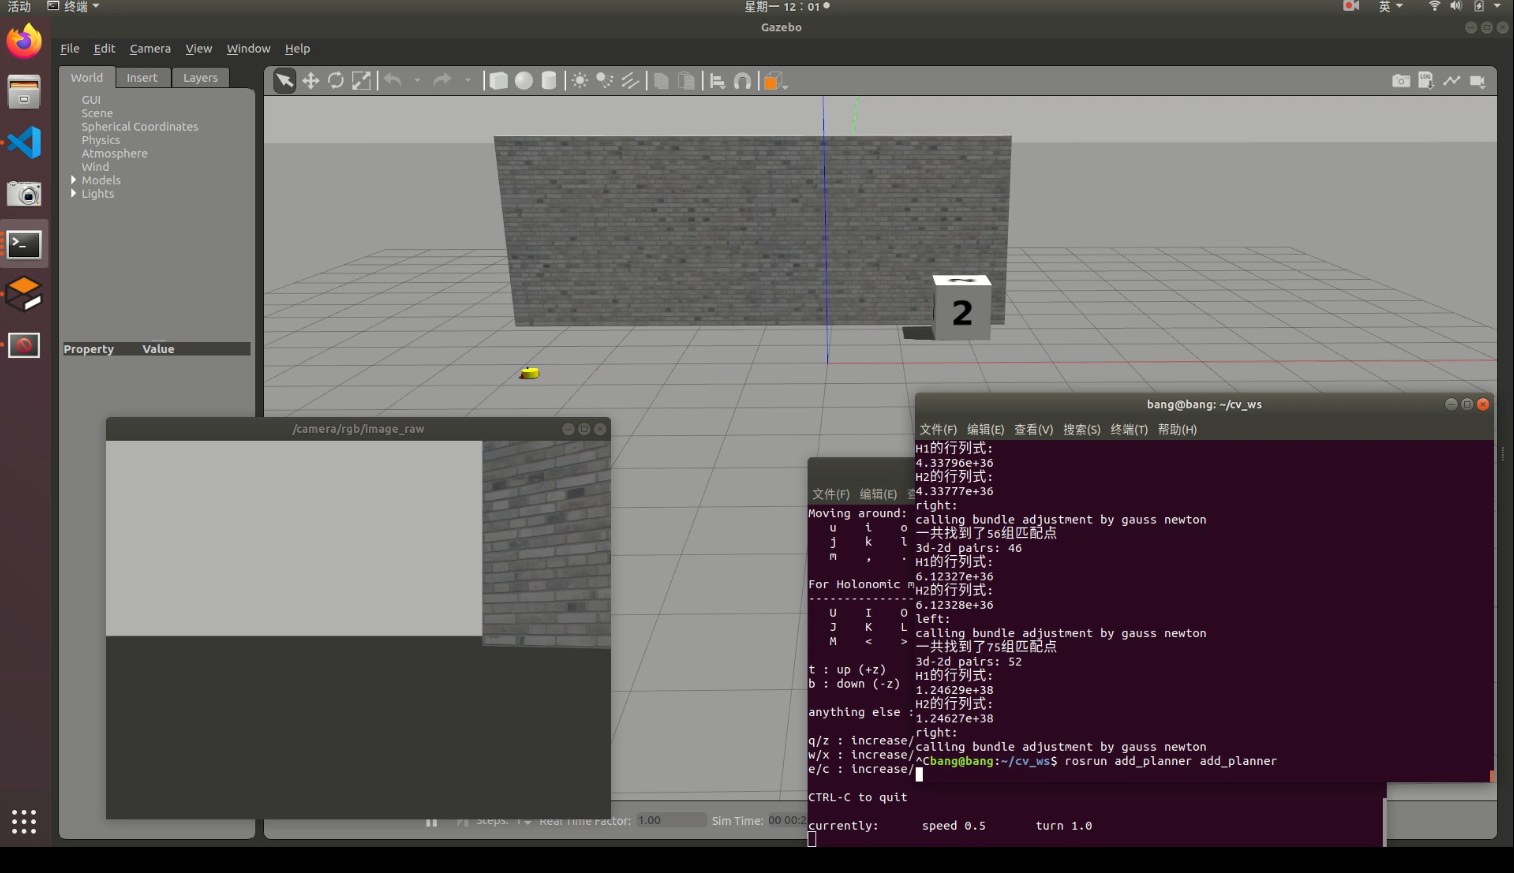 活动
终端
星期一 12：01
英
Gazebo
File Edit Camera View Window Help
World Insert Layers
GUI
Scene
Spherical Coordinates
Physics
Atmosphere
Wind
Models
Lights
Property Value
2
/camera/rgb/image_raw
Steps:
Real Time Factor: 1.00 Sim Time: 00 00:2
文件(F) 编辑(E)
Moving around:
u i o
j k l
m , .
For Holonomic m
---------------
U I O
J K L
M < >
t : up (+z)
b : down (-z)
anything else :
q/z : increase/
w/x : increase/
e/c : increase/
CTRL-C to quit
currently: speed 0.5 turn 1.0
bang@bang: ~/cv_ws
文件(F) 编辑(E) 查看(V) 搜索(S) 终端(T) 帮助(H)
H1的行列式:
4.33796e+36
H2的行列式:
4.33777e+36
right:
calling bundle adjustment by gauss newton
一共找到了56组匹配点
3d-2d pairs: 46
H1的行列式:
6.12327e+36
H2的行列式:
6.12328e+36
left:
calling bundle adjustment by gauss newton
一共找到了75组匹配点
3d-2d pairs: 52
H1的行列式:
1.24629e+38
H2的行列式:
1.24627e+38
right:
calling bundle adjustment by gauss newton
^Cbang@bang:~/cv_ws$ rosrun add_planner add_planner